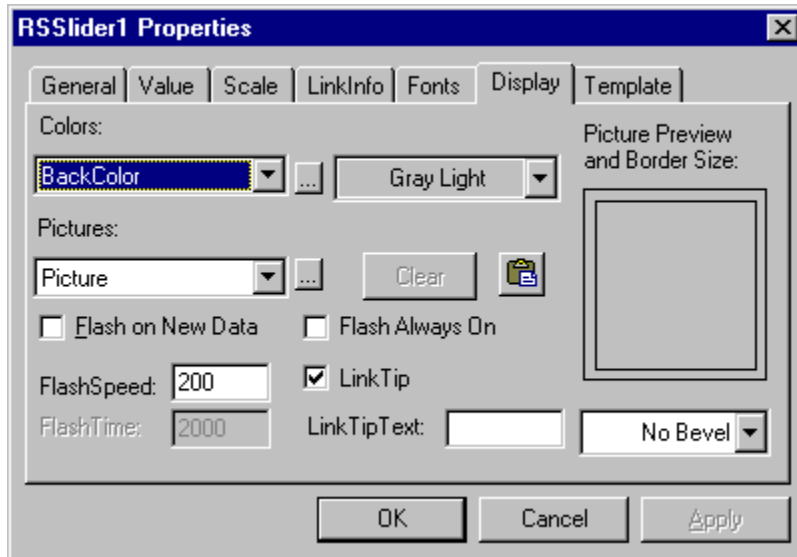 RSSlider1 Properties
General Value Scale LinkInfo Fonts Display Template
Colors:
Picture Preview
and Border Size:
BackColor ... Gray Light
Pictures:
Picture ... Clear
Flash on New Data Flash Always On
FlashSpeed: 200 LinkTip
FlashTime: 2000 LinkTipText: No Bevel
OK Cancel Apply